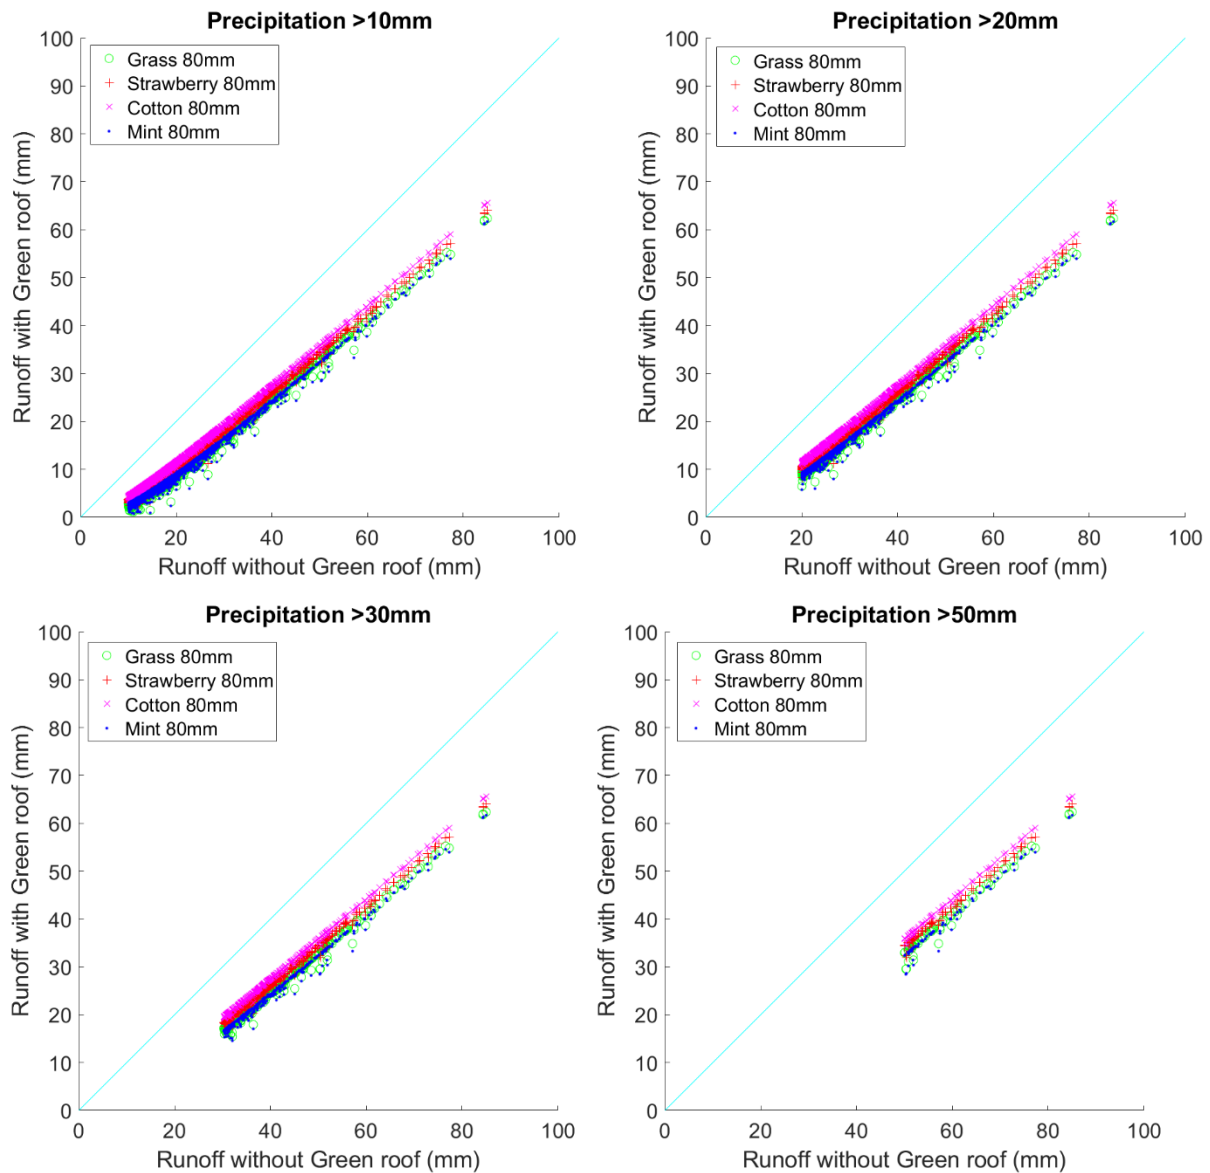 Precipitation >10mm
100
90
80
70
60
50
40
30
20
10
0
Runoff with Green roof (mm)
Grass 80mm
Strawberry 80mm
Cotton 80mm
Mint 80mm
0 20 40 60 80 100
Runoff without Green roof (mm)
Precipitation >20mm
100
90
80
70
60
50
40
30
20
10
0
Runoff with Green roof (mm)
Grass 80mm
Strawberry 80mm
Cotton 80mm
Mint 80mm
0 20 40 60 80 100
Runoff without Green roof (mm)
Precipitation >30mm
100
90
80
70
60
50
40
30
20
10
0
Runoff with Green roof (mm)
Grass 80mm
Strawberry 80mm
Cotton 80mm
Mint 80mm
0 20 40 60 80 100
Runoff without Green roof (mm)
Precipitation >50mm
100
90
80
70
60
50
40
30
20
10
0
Runoff with Green roof (mm)
Grass 80mm
Strawberry 80mm
Cotton 80mm
Mint 80mm
0 20 40 60 80 100
Runoff without Green roof (mm)